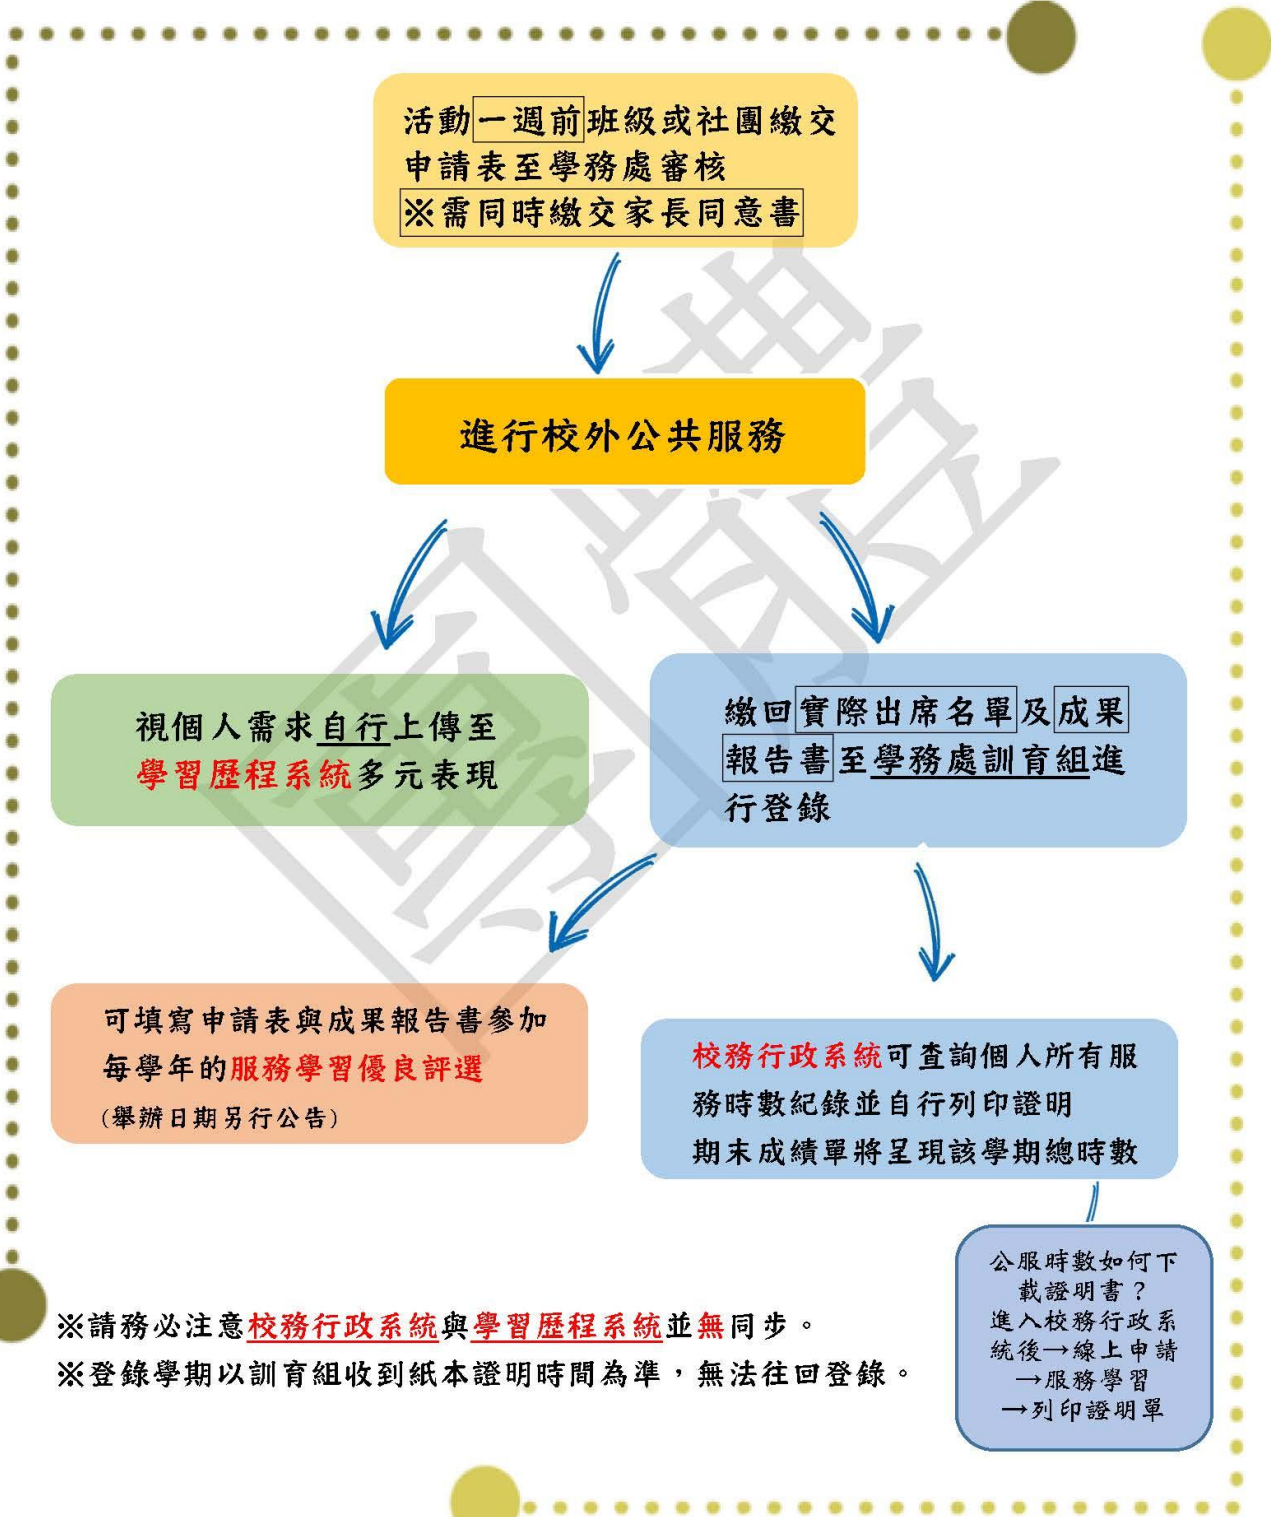 活動一週前班級或社團繳交
申請表至學務處審核
※需同時繳交家長同意書
進行校外公共服務
視個人需求自行上傳至
學習歷程系統多元表現
繳回實際出席名單及成果
報告書至學務處訓育組進
行登錄
可填寫申請表與成果報告書參加
每學年的服務學習優良評選
(舉辦日期另行公告)
校務行政系統可查詢個人所有服
務時數紀錄並自行列印證明
期末成績單將呈現該學期總時數
公服時數如何下
載證明書？
進入校務行政系
統後→線上申請
→服務學習
→列印證明單
※請務必注意校務行政系統與學習歷程系統並無同步。
※登錄學期以訓育組收到紙本證明時間為準，無法往回登錄。
團體